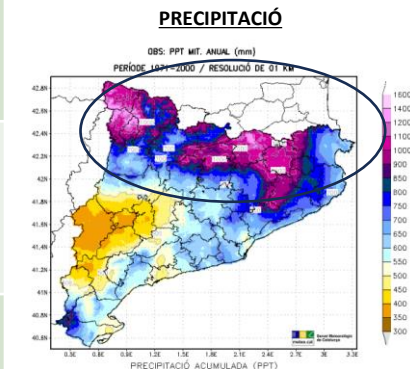 PRECIPITACIÓ
OBS: PPT MIT. ANUAL (mm)
PERÍODE 1971-2000 / RESOLUCIÓ DE 01 KM
42.8N
42.6N
42.4N
42.2N
42N
41.8N
41.6N
41.4N
41.2N
41N
40.8N
40.6N
0.3E
0.6E
0.9E
1.2E
1.5E
1.8E
2.1E
2.4E
2.7E
3E
3.3E
1600
1400
1200
1100
1000
900
850
800
750
700
650
600
550
500
450
400
350
300
Servei Meteorològic
de Catalunya
PRECIPITACIÓ ACUMULADA (PPT)